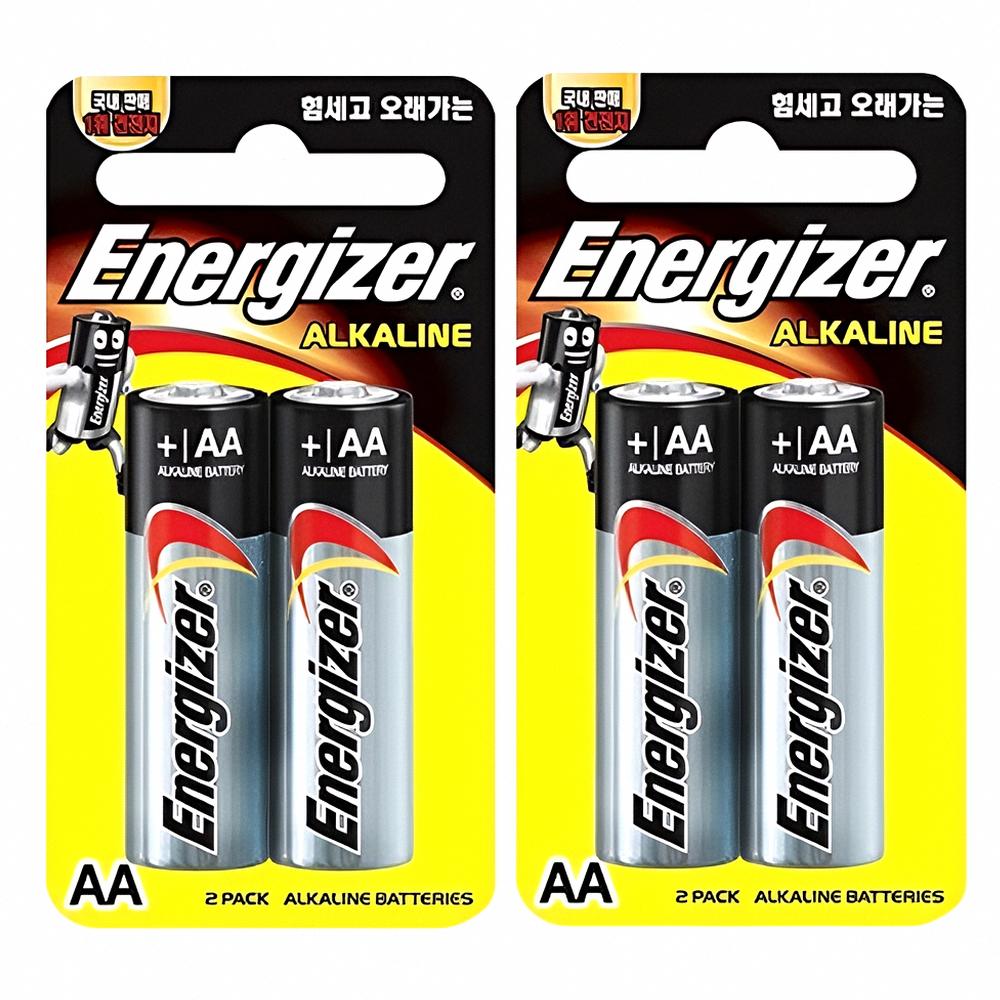 국내 판매
1위 건전지
힘세고 오래가는
Energizer®
ALKALINE
Energizer
+|AA
ALKALINE BATTERY
Energizer®
+|AA
ALKALINE BATTERY
Energizer®
AA
2 PACK ALKALINE BATTERIES
국내 판매
1위 건전지
힘세고 오래가는
Energizer®
ALKALINE
Energizer
+|AA
ALKALINE BATTERY
Energizer®
+|AA
ALKALINE BATTERY
Energizer®
AA
2 PACK ALKALINE BATTERIES